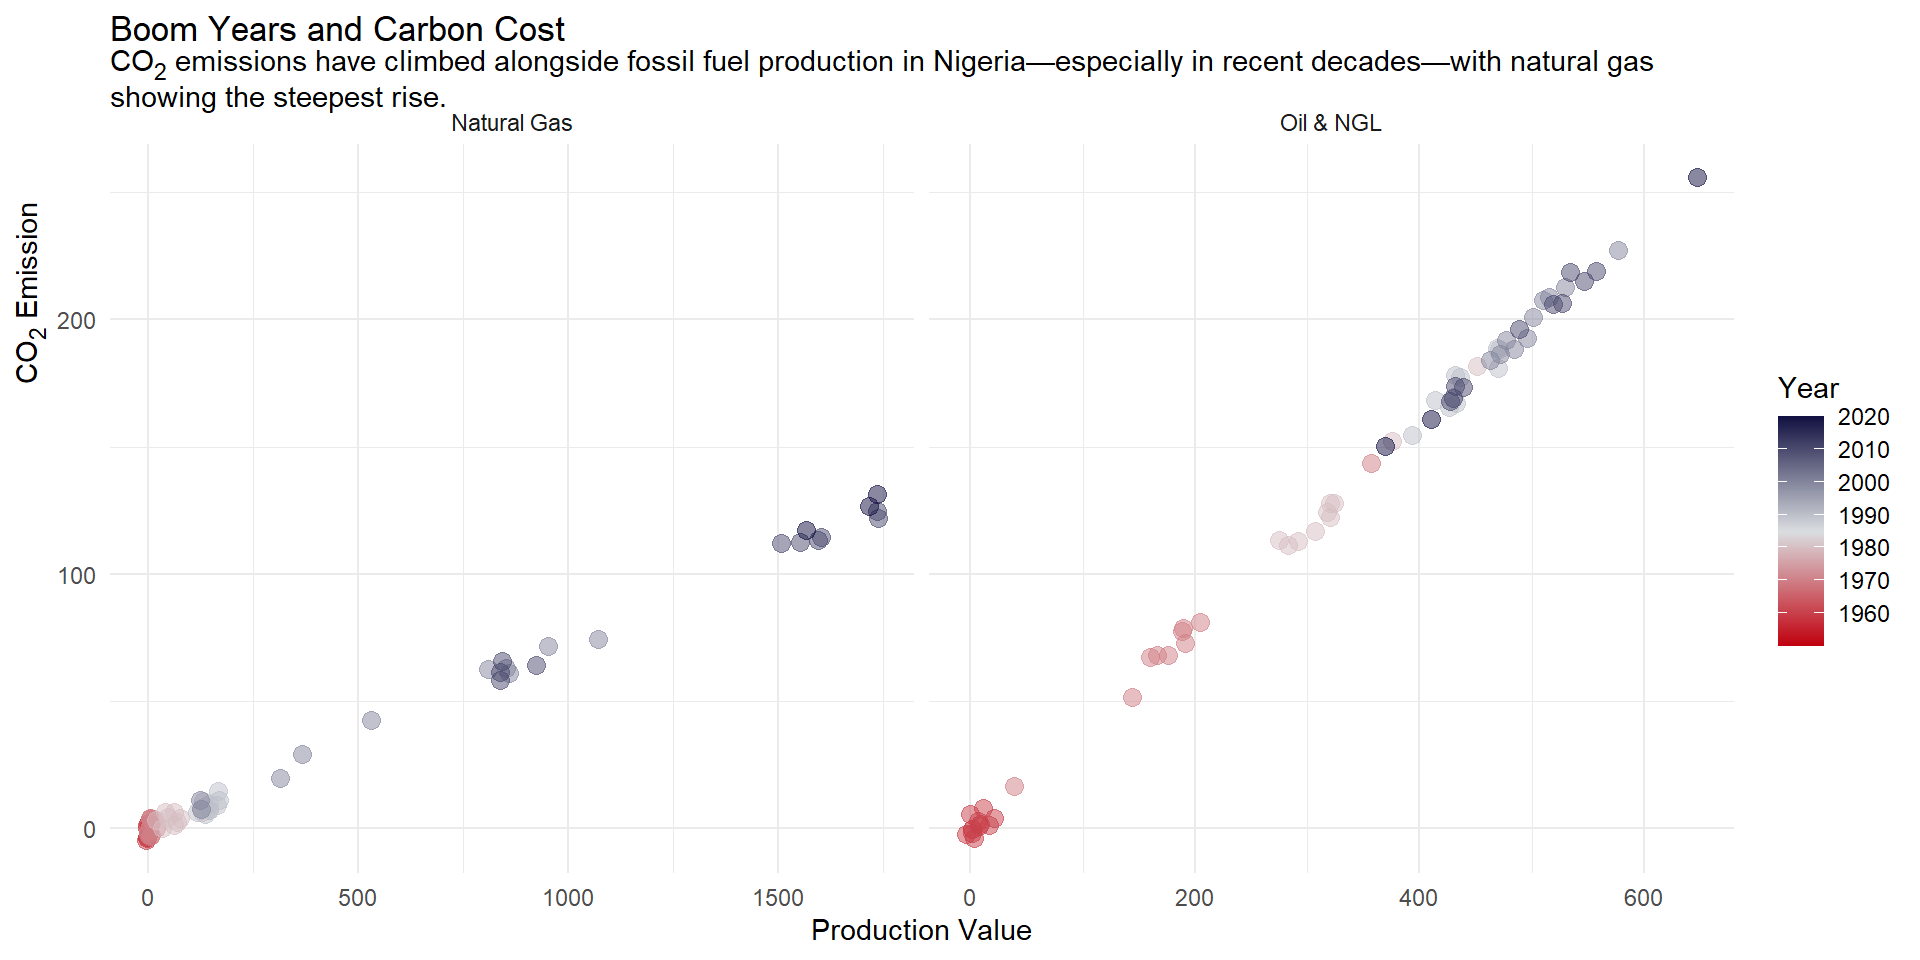 Boom Years and Carbon Cost
CO₂ emissions have climbed alongside fossil fuel production in Nigeria—especially in recent decades—with natural gas
showing the steepest rise.
Natural Gas
Oil & NGL
CO₂ Emission
200
100
0
0
500
1000
1500
0
200
400
600
Production Value
Year
2020
2010
2000
1990
1980
1970
1960